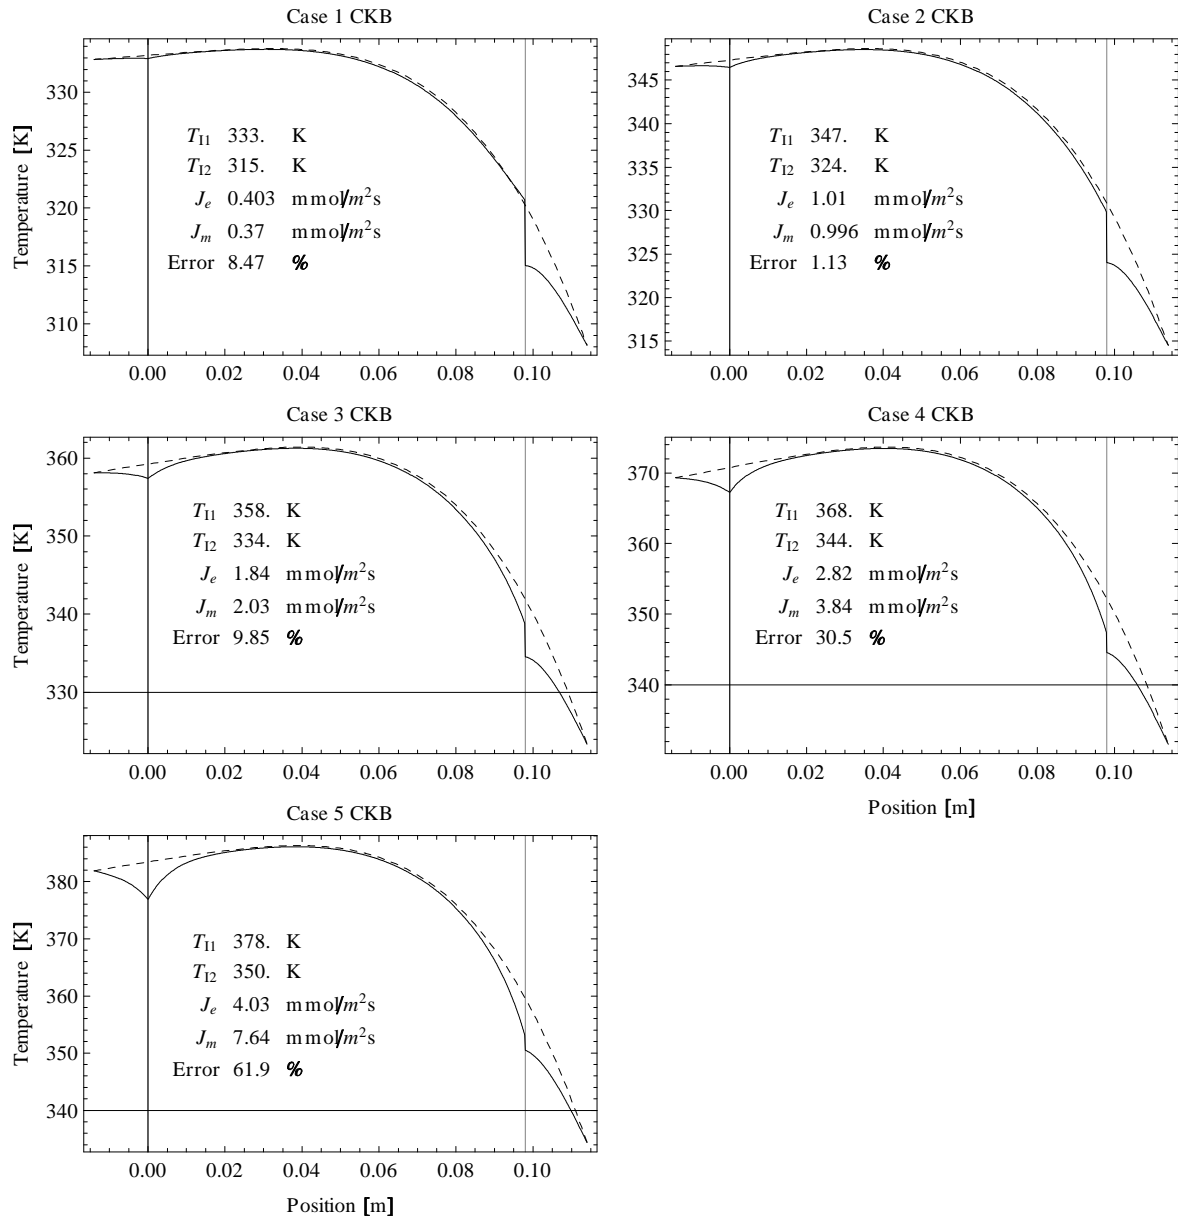 Case 1 CKB
Temperature [K]
330
325
320
315
310
T_I1 333. K
T_I2 315. K
J_e 0.403 mmol/m²s
J_m 0.37 mmol/m²s
Error 8.47 %
0.00 0.02 0.04 0.06 0.08 0.10
Case 2 CKB
345
340
335
330
325
320
315
T_I1 347. K
T_I2 324. K
J_e 1.01 mmol/m²s
J_m 0.996 mmol/m²s
Error 1.13 %
0.00 0.02 0.04 0.06 0.08 0.10
Case 3 CKB
Temperature [K]
360
350
340
330
T_I1 358. K
T_I2 334. K
J_e 1.84 mmol/m²s
J_m 2.03 mmol/m²s
Error 9.85 %
0.00 0.02 0.04 0.06 0.08 0.10
Case 4 CKB
370
360
350
340
T_I1 368. K
T_I2 344. K
J_e 2.82 mmol/m²s
J_m 3.84 mmol/m²s
Error 30.5 %
0.00 0.02 0.04 0.06 0.08 0.10
Position [m]
Case 5 CKB
Temperature [K]
380
370
360
350
340
T_I1 378. K
T_I2 350. K
J_e 4.03 mmol/m²s
J_m 7.64 mmol/m²s
Error 61.9 %
0.00 0.02 0.04 0.06 0.08 0.10
Position [m]